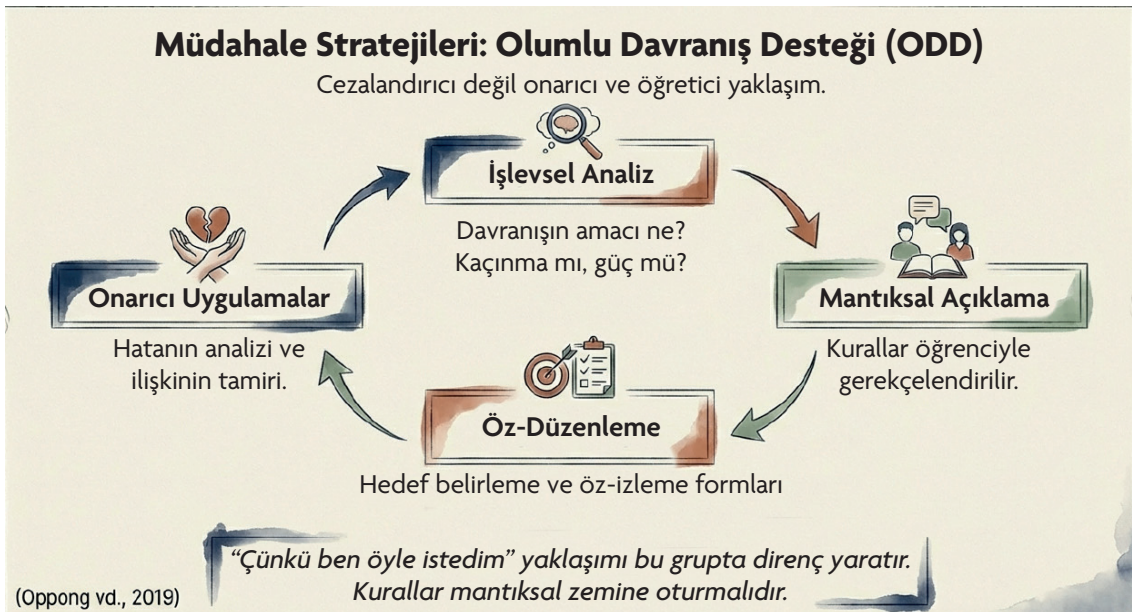 Müdahale Stratejileri: Olumlu Davranış Desteği (ODD)
Cezalandırıcı değil onarıcı ve öğretici yaklaşım.
İşlevsel Analiz
Davranışın amacı ne?
Kaçınma mı, güç mü?
Mantıksal Açıklama
Kurallar öğrenciyle
gerekçelendirilir.
Öz-Düzenleme
Hedef belirleme ve öz-izleme formları
Onarıcı Uygulamalar
Hatanın analizi ve
ilişkinin tamiri.
“Çünkü ben öyle istedim” yaklaşımı bu grupta direnç yaratır.
Kurallar mantıksal zemine oturmalıdır.
(Oppong vd., 2019)